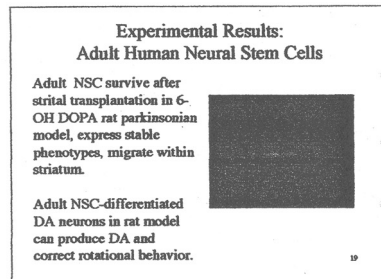 Experimental Results:
Adult Human Neural Stem Cells
Adult NSC survive after
strital transplantation in 6-
OH DOPA rat parkinsonian
model, express stable
phenotypes, migrate within
striatum.
Adult NSC-differentiated
DA neurons in rat model
can produce DA and
correct rotational behavior.
19